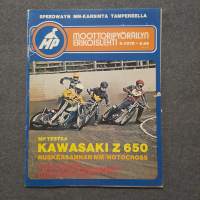 SPEEDWAYN MM-KARSINTA TAMPEREELLA
MP
MOOTTORIPYÖRÄILYN
ERIKOISLEHTI
MP TESTAA
KAWASAKI Z 650
RUSKEASANNAN MM-MOTOCROSS